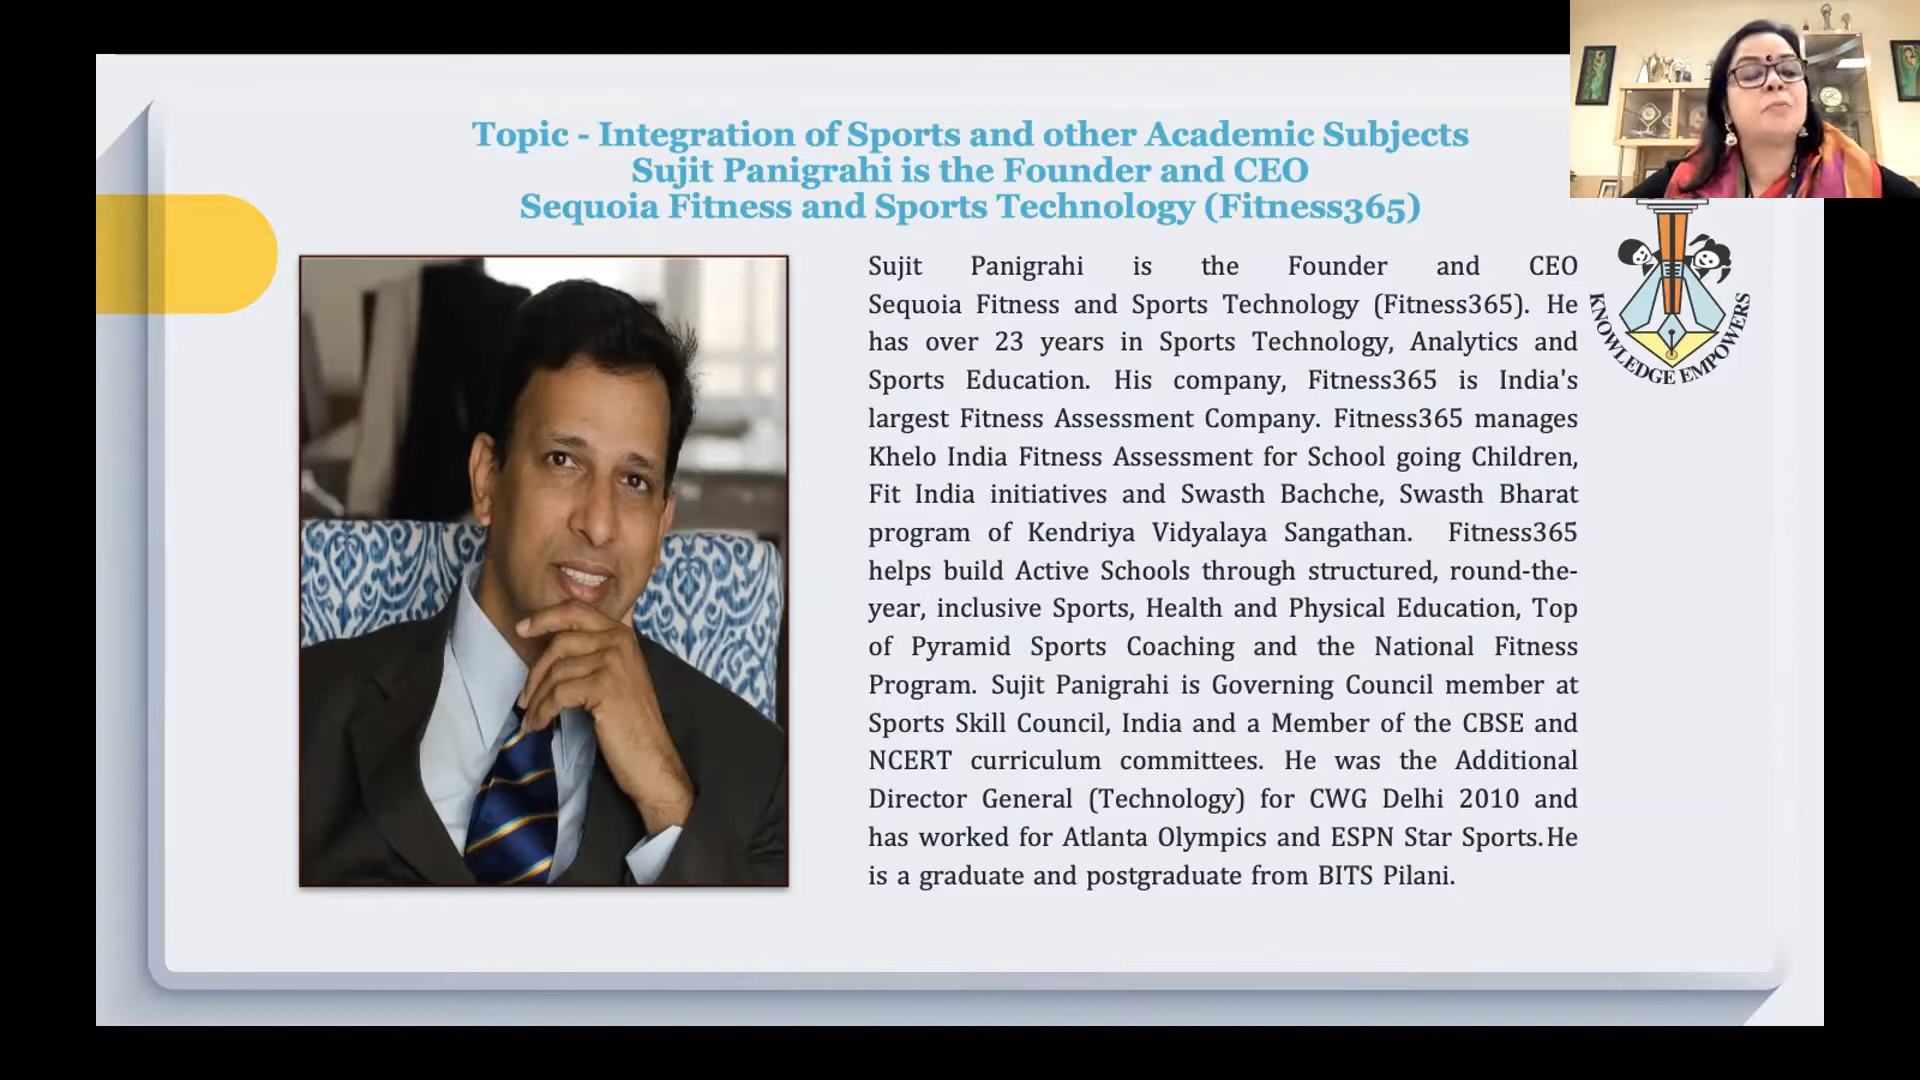 Topic - Integration of Sports and other Academic Subjects
Sujit Panigrahi is the Founder and CEO
Sequoia Fitness and Sports Technology (Fitness365)
Sujit Panigrahi is the Founder and CEO
Sequoia Fitness and Sports Technology (Fitness365). He
has over 23 years in Sports Technology, Analytics and
Sports Education. His company, Fitness365 is India's
largest Fitness Assessment Company. Fitness365 manages
Khelo India Fitness Assessment for School going Children,
Fit India initiatives and Swasth Bachche, Swasth Bharat
program of Kendriya Vidyalaya Sangathan. Fitness365
helps build Active Schools through structured, round-the-
year, inclusive Sports, Health and Physical Education, Top
of Pyramid Sports Coaching and the National Fitness
Program. Sujit Panigrahi is Governing Council member at
Sports Skill Council, India and a Member of the CBSE and
NCERT curriculum committees. He was the Additional
Director General (Technology) for CWG Delhi 2010 and
has worked for Atlanta Olympics and ESPN Star Sports.He
is a graduate and postgraduate from BITS Pilani.
KNOWLEDGE EMPOWERS